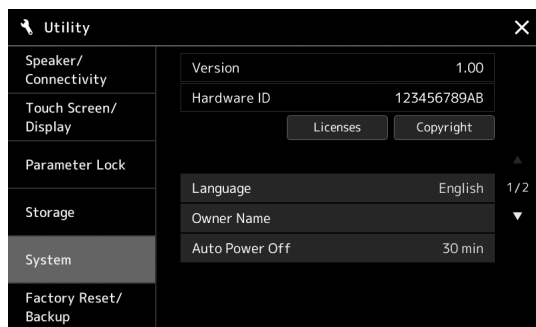 Utility
Speaker/
Connectivity
Touch Screen/
Display
Parameter Lock
Storage
System
Factory Reset/
Backup
Version 1.00
Hardware ID 123456789AB
Licenses Copyright
Language English
Owner Name
Auto Power Off 30 min
1/2